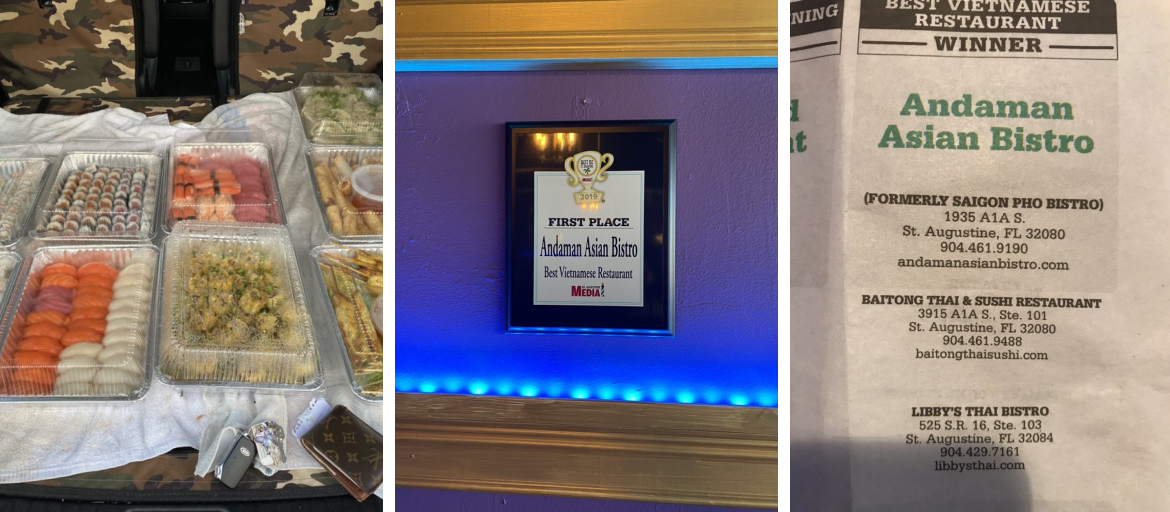 2019
FIRST PLACE
Andaman Asian Bistro
Best Vietnamese Restaurant
MEDIA
NING
BEST VIETNAMESE
RESTAURANT
WINNER
Andaman
Asian Bistro
(FORMERLY SAIGON PHO BISTRO)
1935 A1A S.
St. Augustine, FL 32080
904.461.9190
andamanasianbistro.com
BAITONG THAI & SUSHI RESTAURANT
3915 A1A S., Ste. 101
St. Augustine, FL 32080
904.461.9488
baitongthaisushi.com
LIBBY'S THAI BISTRO
525 S.R. 16, Ste. 103
St. Augustine, FL 32084
904.429.7161
libbysthai.com